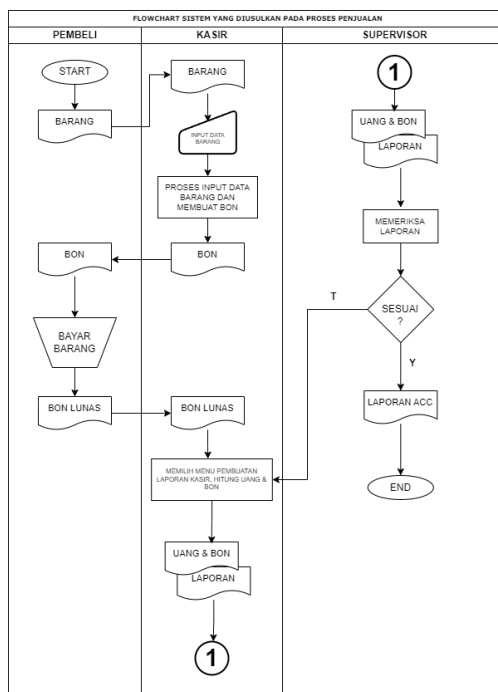 FLOWCHART SISTEM YANG DIUSULKAN PADA PROSES PENJUALAN
PEMBELI
KASIR
SUPERVISOR
START
BARANG
BARANG
INPUT DATA
BARANG
PROSES INPUT DATA
BARANG DAN
MEMBUAT BON
BON
BON
BAYAR
BARANG
BON LUNAS
BON LUNAS
MEMILIH MENU PEMBUATAN
LAPORAN KASIR, HITUNG UANG &
BON
UANG & BON
LAPORAN
1
1
UANG & BON
LAPORAN
MEMERIKSA
LAPORAN
SESUAI
?
T
Y
LAPORAN ACC
END